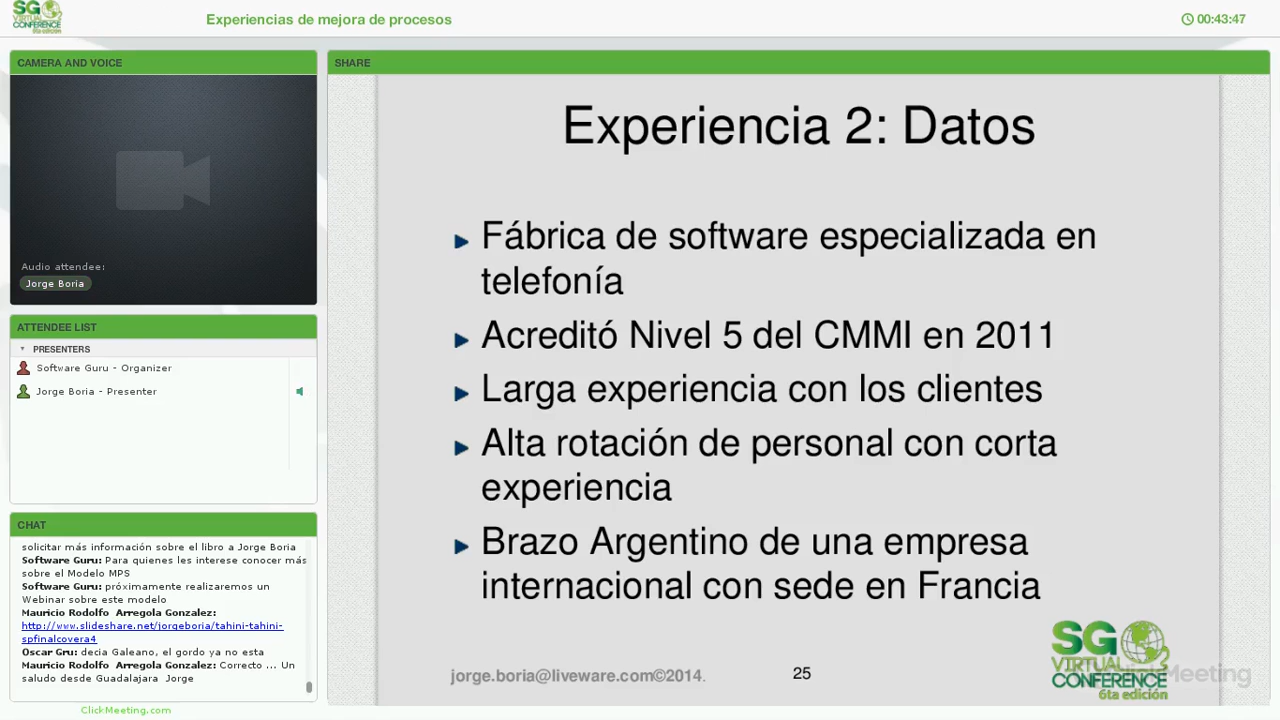 SG
VIRTUAL
CONFERENCE
6ta edición
Experiencias de mejora de procesos
00:43:47
CAMERA AND VOICE
Audio attendee:
Jorge Boria
ATTENDEE LIST
PRESENTERS
Software Guru - Organizer
Jorge Boria - Presenter
CHAT
solicitar más información sobre el libro a Jorge Boria
Software Guru: Para quienes les interese conocer más
sobre el Modelo MPS
Software Guru: próximamente realizaremos un
Webinar sobre este modelo
Mauricio Rodolfo Arregola Gonzalez:
http://www.slideshare.net/jorgeboria/tahini-tahini-
spfinalcovera4
Oscar Gru: decia Galeano, el gordo ya no esta
Mauricio Rodolfo Arregola Gonzalez: Correcto ... Un
saludo desde Guadalajara Jorge
ClickMeeting.com
SHARE
Experiencia 2: Datos
Fábrica de software especializada en
telefonía
Acreditó Nivel 5 del CMMI en 2011
Larga experiencia con los clientes
Alta rotación de personal con corta
experiencia
Brazo Argentino de una empresa
internacional con sede en Francia
jorge.boria@liveware.com©2014.
25
SG
VIRTUAL
CONFERENCE
6ta edición
Meeting